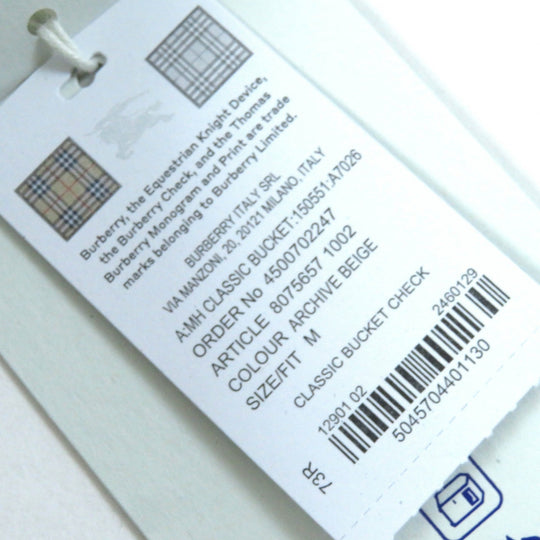 Burberry, the Equestrian Knight Device,
the Burberry Check, and the Thomas
Burberry Monogram and Print are trade
marks belonging to Burberry Limited.
BURBERRY ITALY SRL
VIA MANZONI, 20, 20121 MILANO, ITALY
A:MH CLASSIC BUCKET:150551:A7026
ORDER No 4500702247
ARTICLE 8075657 1002
COLOUR ARCHIVE BEIGE
SIZE/FIT M
CLASSIC BUCKET CHECK
1290102 2460129
5045704401130
73R